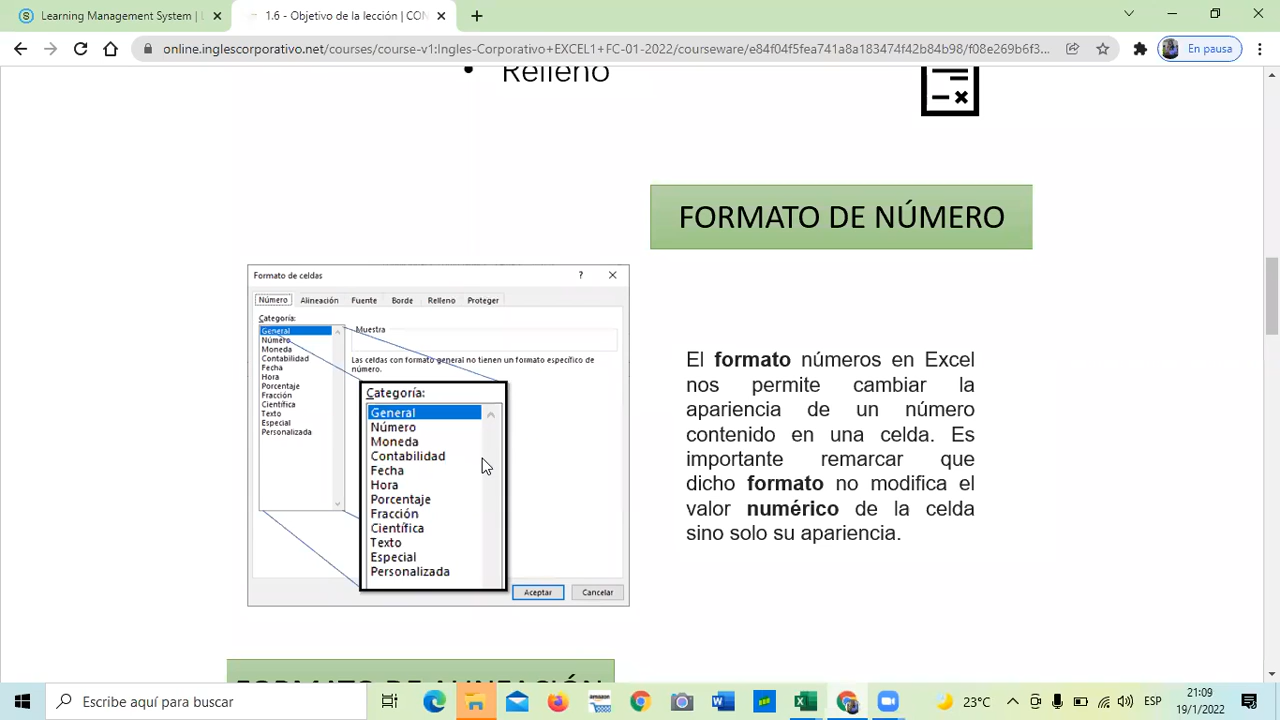 Learning Management System |
1.6 - Objetivo de la lección | CON
online.inglescorporativo.net/courses/course-v1:Ingles-Corporativo+EXCEL1+FC-01-2022/courseware/e84f04f5fea741a8a183474f42b84b98/f08e269b6f3...
En pausa
• Relleno
FORMATO DE NÚMERO
Formato de celdas
Número Alineación Fuente Borde Relleno Proteger
Categoría:
General
Número
Moneda
Contabilidad
Fecha
Hora
Porcentaje
Fracción
Científica
Texto
Especial
Personalizada
Muestra
Las celdas con formato general no tienen un formato específico de
número.
Categoría:
General
Número
Moneda
Contabilidad
Fecha
Hora
Porcentaje
Fracción
Científica
Texto
Especial
Personalizada
Aceptar Cancelar
El formato números en Excel
nos permite cambiar la
apariencia de un número
contenido en una celda. Es
importante remarcar que
dicho formato no modifica el
valor numérico de la celda
sino solo su apariencia.
FORMATO DE ALINEACIÓN
Escribe aquí para buscar
23°C
ESP
21:09
19/1/2022